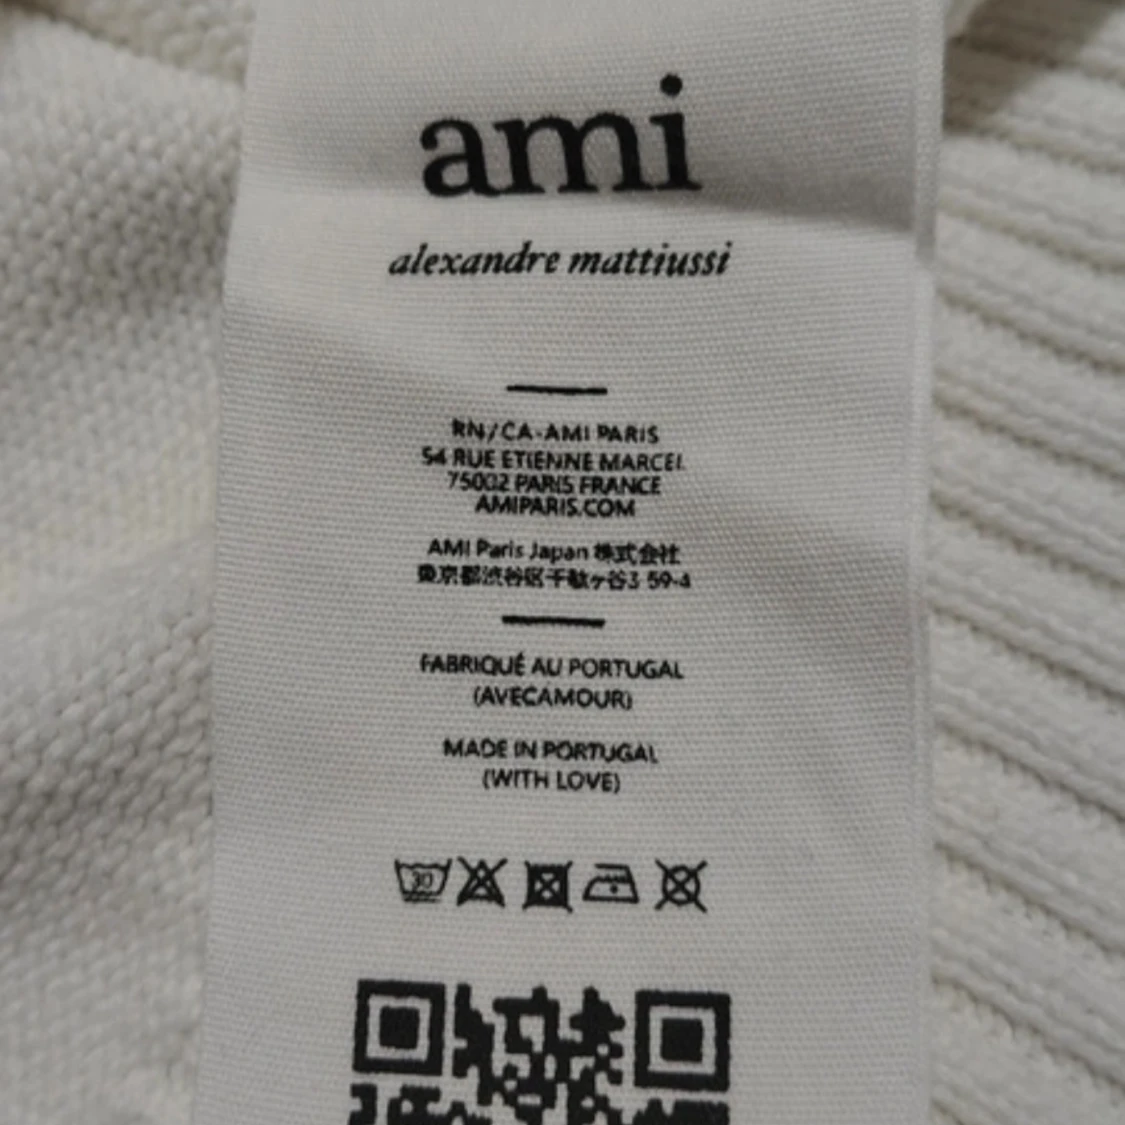 ami
alexandre mattiussi
RN/CA-AMI PARIS
54 RUE ETIENNE MARCEL
75002 PARIS FRANCE
AMIPARIS.COM
AMI Paris Japan 株式会社
東京都渋谷区千駄ヶ谷3-59-4
FABRIQUÉ AU PORTUGAL
(AVECAMOUR)
MADE IN PORTUGAL
(WITH LOVE)
30